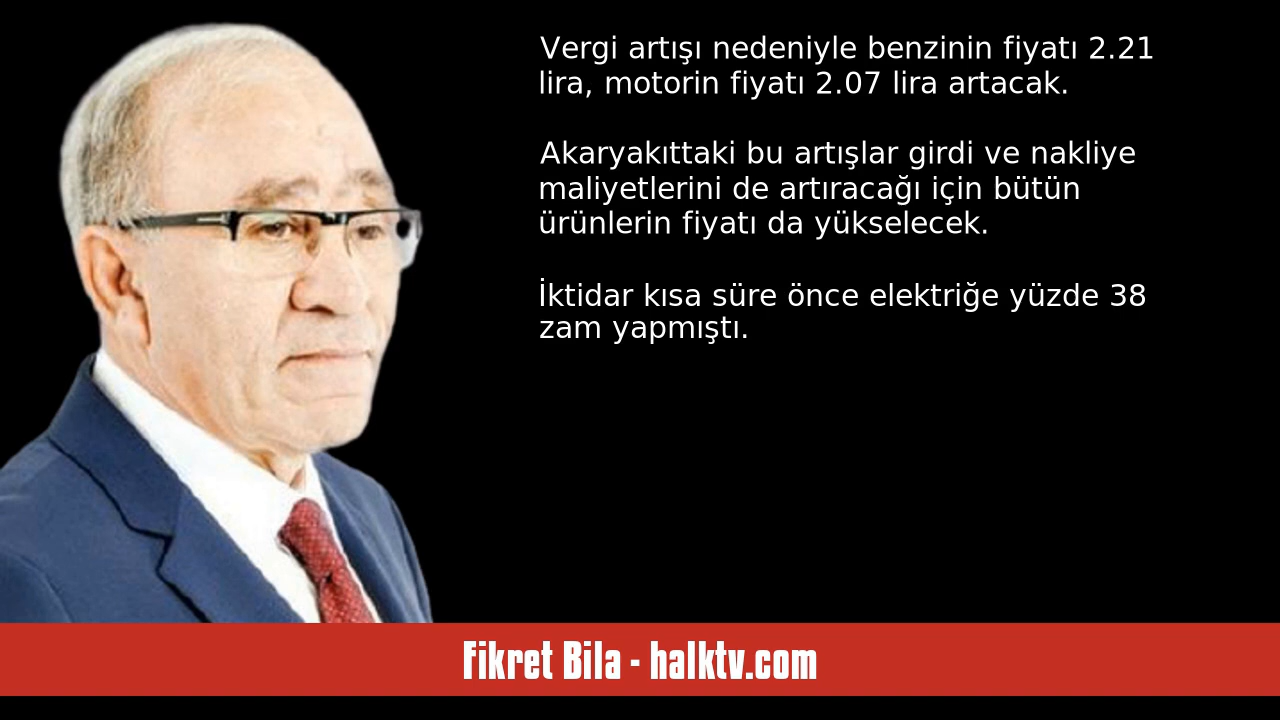 Vergi artışı nedeniyle benzinin fiyatı 2.21
lira, motorin fiyatı 2.07 lira artacak.
Akaryakıttaki bu artışlar girdi ve nakliye
maliyetlerini de artıracağı için bütün
ürünlerin fiyatı da yükselecek.
İktidar kısa süre önce elektriğe yüzde 38
zam yapmıştı.
Fikret Bila - halktv.com